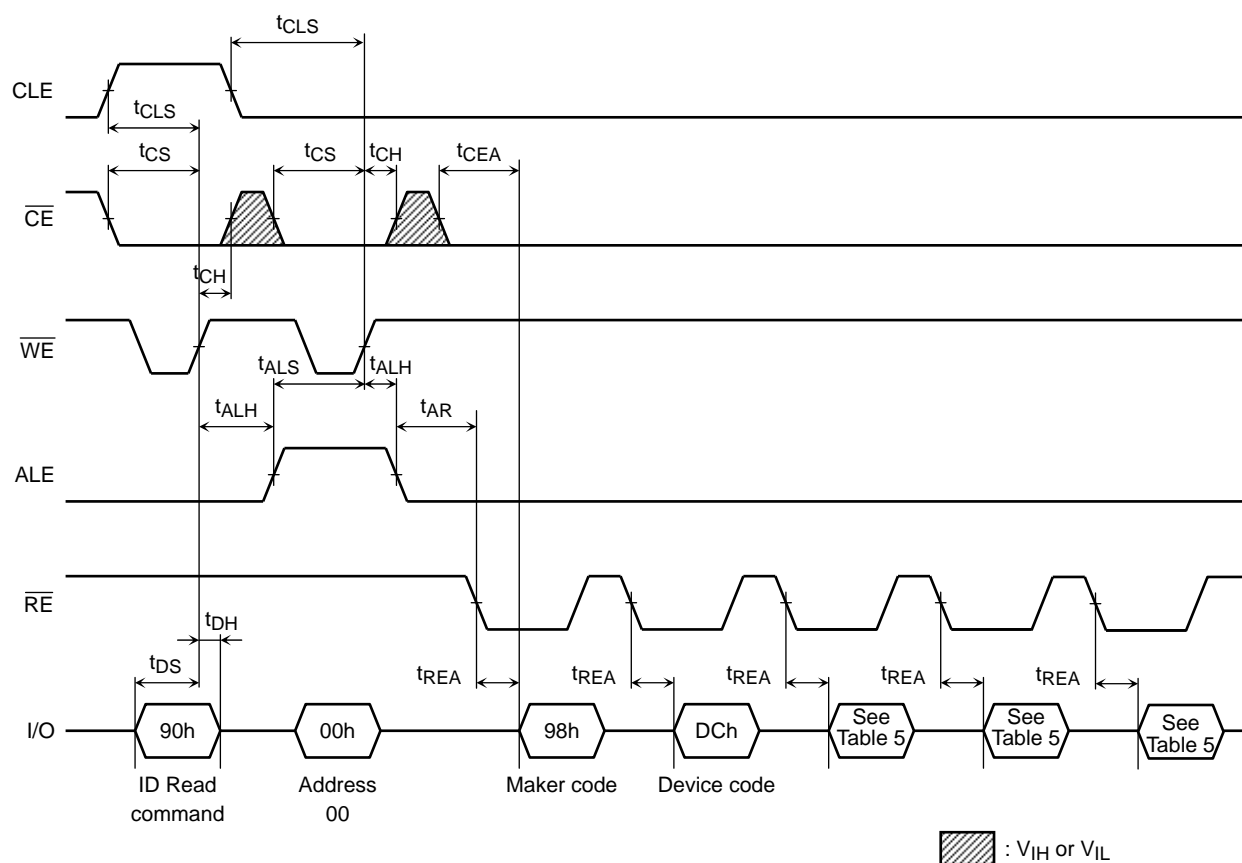 tCLS
CLE
tCLS
tCS tCS tCH tCEA
CE
tCH
WE
tALS tALH
tALH tAR
ALE
RE
tDH
tDS tREA tREA tREA tREA tREA
I/O 90h 00h 98h DCh See Table 5 See Table 5 See Table 5
ID Read command
Address 00
Maker code
Device code
: VIH or VIL